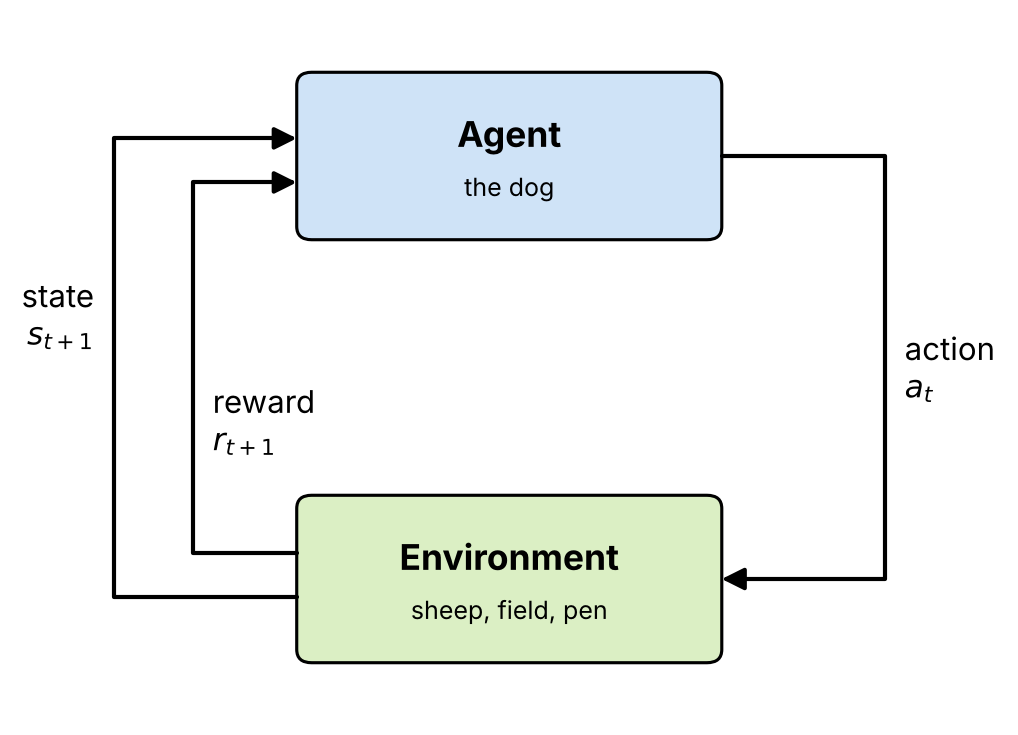 Agent
the dog
state
s_{t+1}
action
a_t
reward
r_{t+1}
Environment
sheep, field, pen